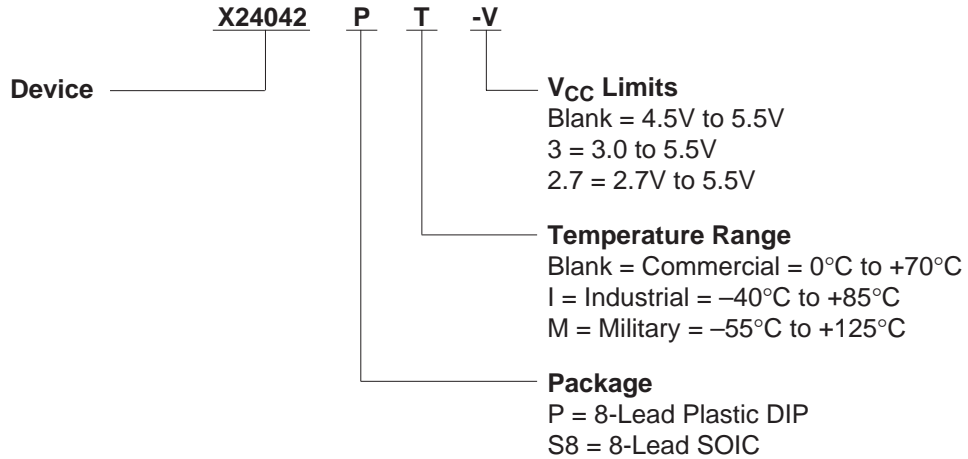 X24042 P T -V
Device
VCC Limits
Blank = 4.5V to 5.5V
3 = 3.0 to 5.5V
2.7 = 2.7V to 5.5V
Temperature Range
Blank = Commercial = 0°C to +70°C
I = Industrial = –40°C to +85°C
M = Military = –55°C to +125°C
Package
P = 8-Lead Plastic DIP
S8 = 8-Lead SOIC